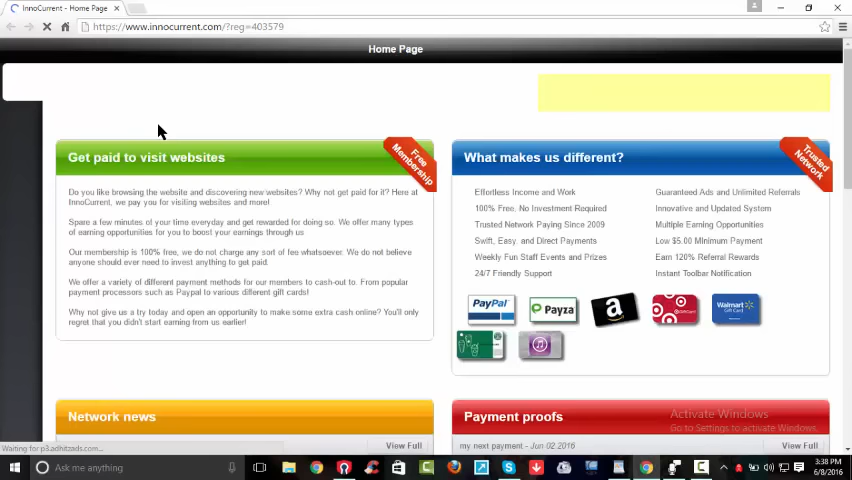 InnoCurrent - Home Page
https://www.innocurrent.com/?reg=403579
Home Page
Get paid to visit websites
Free
Membership
Do you like browsing the website and discovering new websites? Why not get paid for it? Here at
InnoCurrent, we pay you for visiting websites and more!
Spare a few minutes of your time everyday and get rewarded for doing so. We offer many types
of earning opportunities for you to boost your earnings through us
Our membership is 100% free, we do not charge any sort of fee whatsoever. We do not believe
anyone should ever need to invest anything to get paid.
We offer a variety of different payment methods for our members to cash-out to. From popular
payment processors such as Paypal to various different gift cards!
Why not give us a try today and open an opportunity to make some extra cash online? You'll only
regret that you didn't start earning from us earlier!
What makes us different?
Trusted
Network
Effortless Income and Work
Guaranteed Ads and Unlimited Referrals
100% Free, No Investment Required
Innovative and Updated System
Trusted Network Paying Since 2009
Multiple Earning Opportunities
Swift, Easy, and Direct Payments
Low $5.00 Minimum Payment
Weekly Fun Staff Events and Prizes
Earn 120% Referral Rewards
24/7 Friendly Support
Instant Toolbar Notification
PayPal
Payza
a
Walmart
Network news
View Full
Payment proofs
my next payment - Jun 02 2016
View Full
Activate Windows
Go to Settings to activate Windows.
Waiting for p3.adhitzads.com...
Ask me anything
3:38 PM
6/8/2016